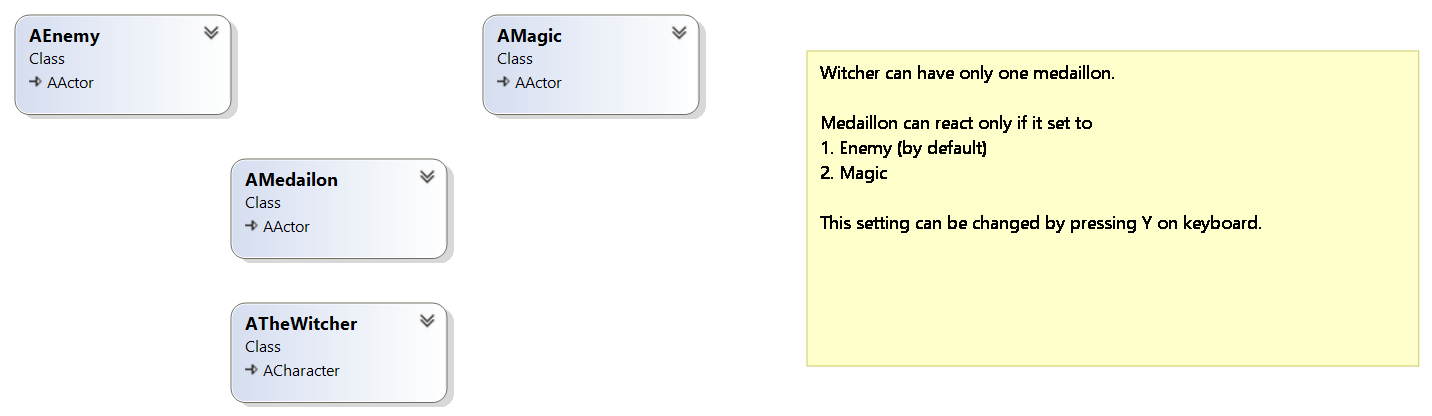 AEnemy
Class
AActor
AMagic
Class
AActor
AMedailon
Class
AActor
ATheWitcher
Class
ACharacter
Witcher can have only one medaillon.
Medaillon can react only if it set to
1. Enemy (by default)
2. Magic
This setting can be changed by pressing Y on keyboard.